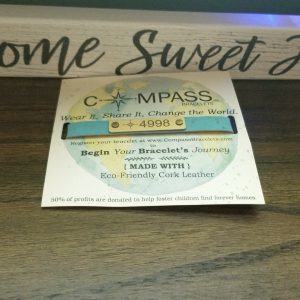 Home Sweet H
COMPASS
BRACELETS
Wear It, Share It, Change the World.
4998
Register your bracelet at www.CompassBracelets.com
to
Begin Your Bracelet's Journey
{ MADE WITH }
Eco-Friendly Cork Leather
50% of profits are donated to help foster children find forever homes.